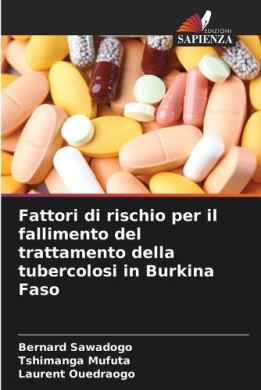 EDIZIONI
SAPIENZA
Fattori di rischio per il
fallimento del
trattamento della
tubercolosi in Burkina
Faso
Bernard Sawadogo
Tshimanga Mufuta
Laurent Ouedraogo